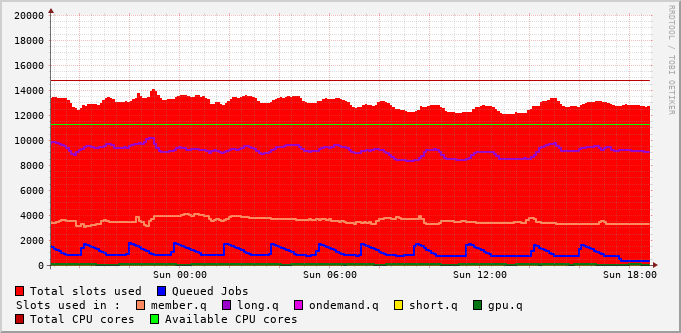 RRDTOOL / TOBI OETIKER
20000
18000
16000
14000
12000
10000
8000
6000
4000
2000
0
Sun 00:00 Sun 06:00 Sun 12:00 Sun 18:00
Total slots used Queued Jobs
Slots used in : member.q long.q ondemand.q short.q gpu.q
Total CPU cores Available CPU cores